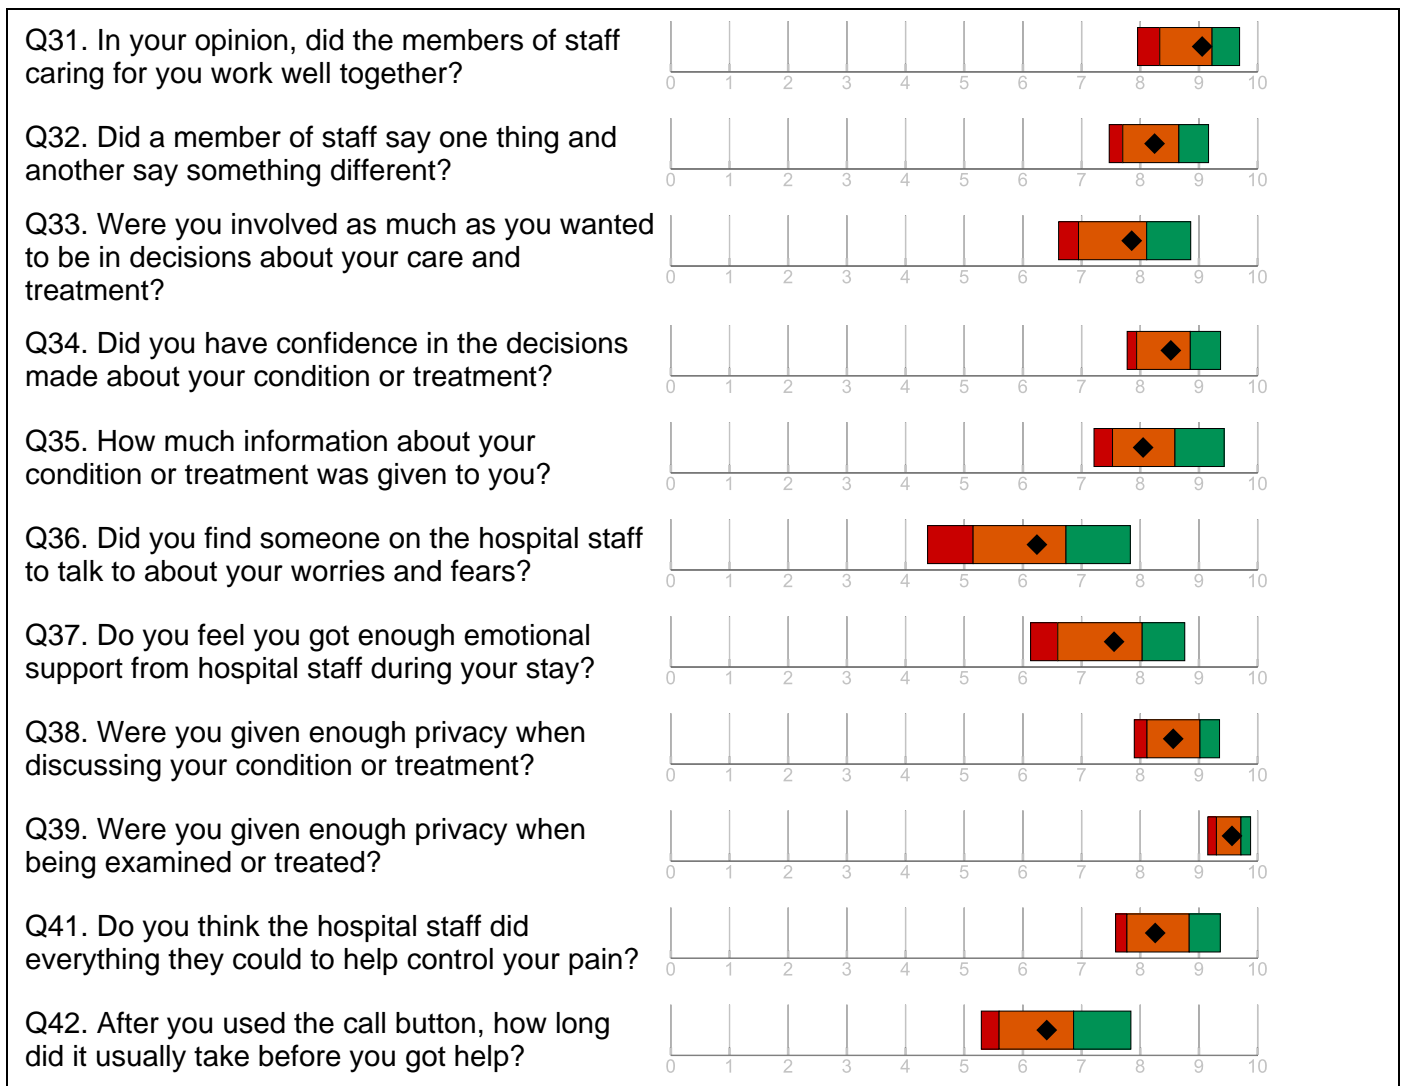 Q31. In your opinion, did the members of staff
caring for you work well together?
0 1 2 3 4 5 6 7 8 9 10
Q32. Did a member of staff say one thing and
another say something different?
0 1 2 3 4 5 6 7 8 9 10
Q33. Were you involved as much as you wanted
to be in decisions about your care and
treatment?
0 1 2 3 4 5 6 7 8 9 10
Q34. Did you have confidence in the decisions
made about your condition or treatment?
0 1 2 3 4 5 6 7 8 9 10
Q35. How much information about your
condition or treatment was given to you?
0 1 2 3 4 5 6 7 8 9 10
Q36. Did you find someone on the hospital staff
to talk to about your worries and fears?
0 1 2 3 4 5 6 7 8 9 10
Q37. Do you feel you got enough emotional
support from hospital staff during your stay?
0 1 2 3 4 5 6 7 8 9 10
Q38. Were you given enough privacy when
discussing your condition or treatment?
0 1 2 3 4 5 6 7 8 9 10
Q39. Were you given enough privacy when
being examined or treated?
0 1 2 3 4 5 6 7 8 9 10
Q41. Do you think the hospital staff did
everything they could to help control your pain?
0 1 2 3 4 5 6 7 8 9 10
Q42. After you used the call button, how long
did it usually take before you got help?
0 1 2 3 4 5 6 7 8 9 10